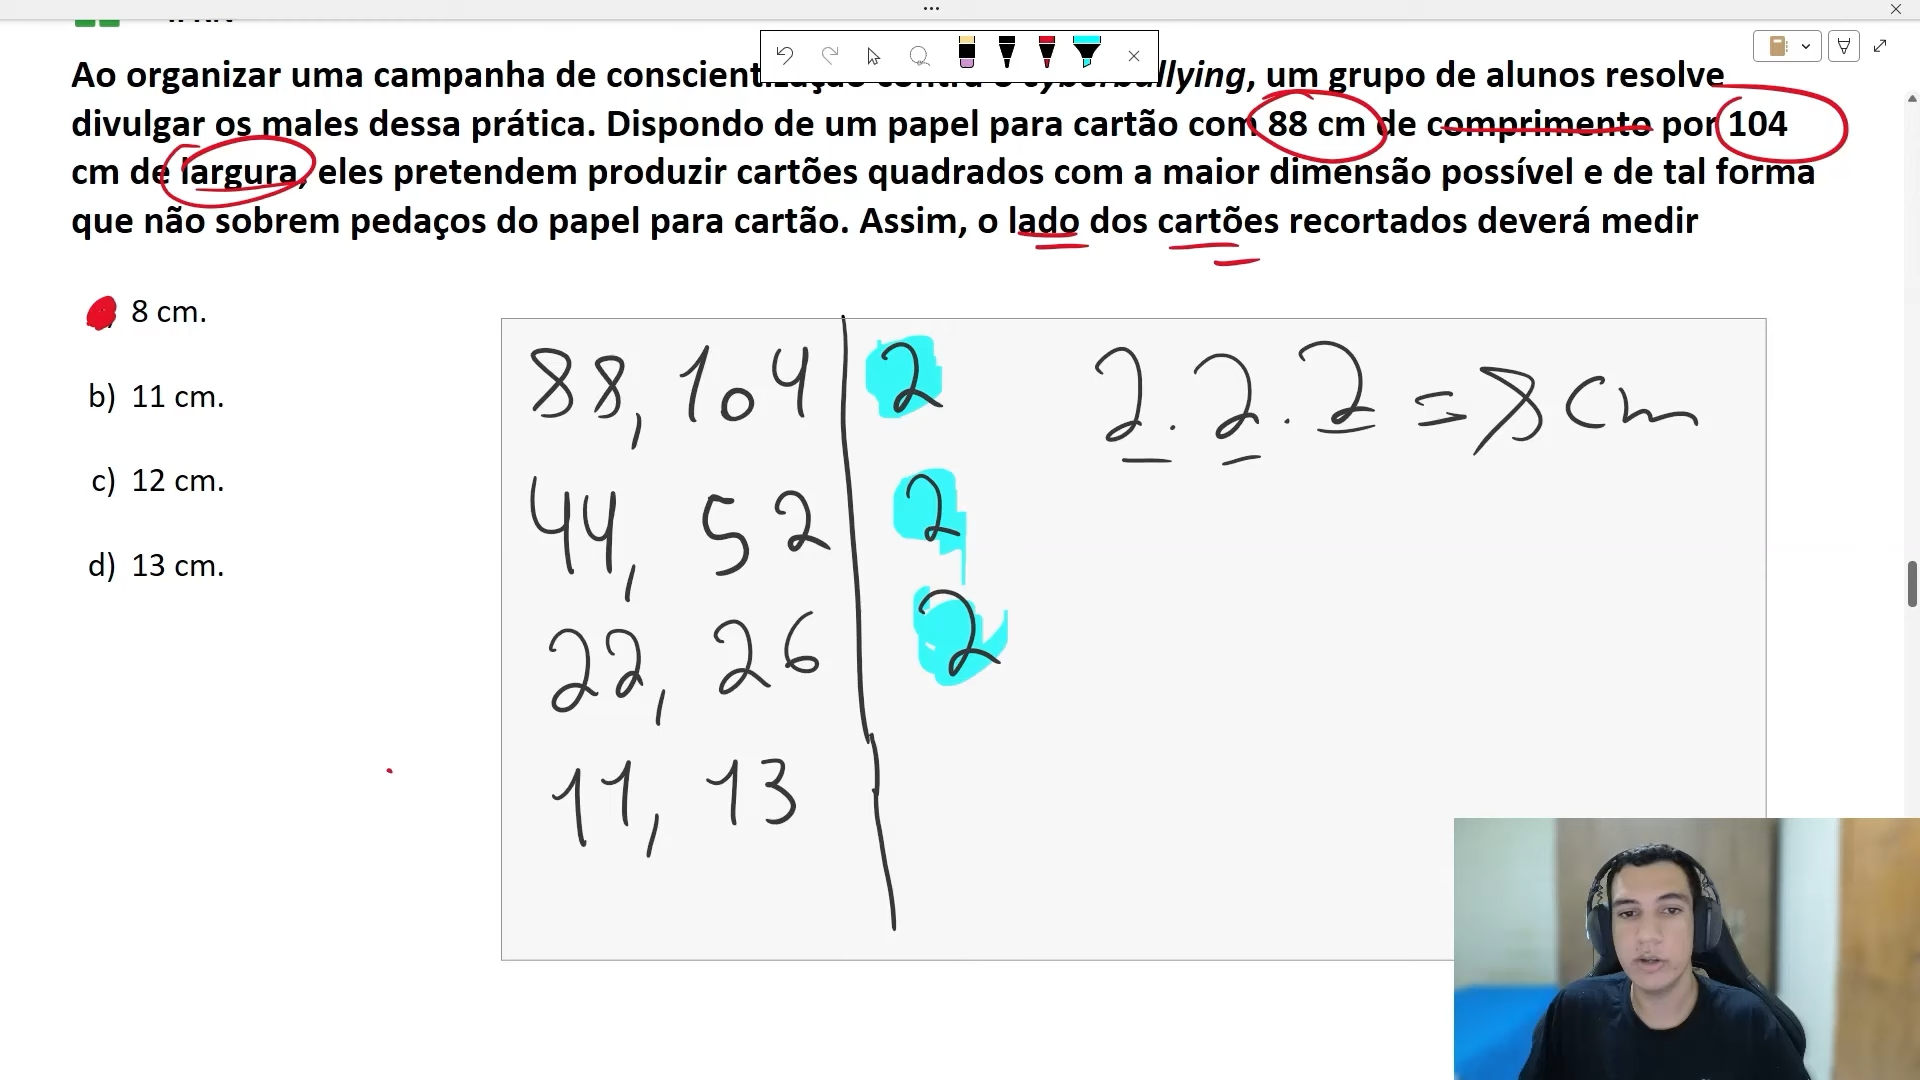 Ao organizar uma campanha de conscientização contra o cyberbullying, um grupo de alunos resolve
divulgar os males dessa prática. Dispondo de um papel para cartão com 88 cm de comprimento por 104
cm de largura, eles pretendem produzir cartões quadrados com a maior dimensão possível e de tal forma
que não sobrem pedaços do papel para cartão. Assim, o lado dos cartões recortados deverá medir
8 cm.
b) 11 cm.
c) 12 cm.
d) 13 cm.
88, 104 2
44, 52 2
22, 26 2
11, 13
2.2.2 = 8 cm